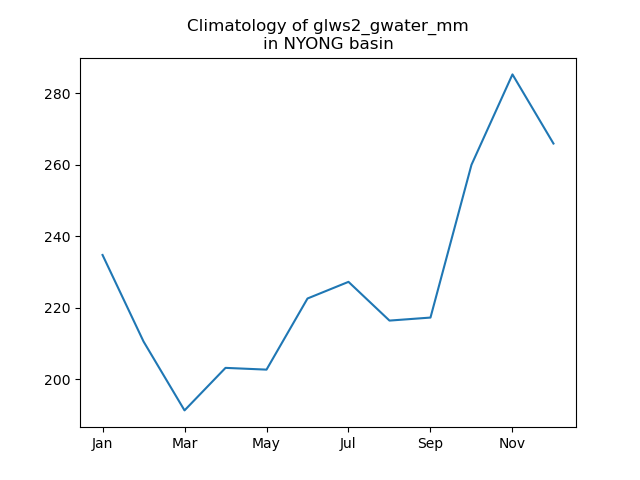 Climatology of glws2_gwater_mm
in NYONG basin
280
260
240
220
200
Jan
Mar
May
Jul
Sep
Nov